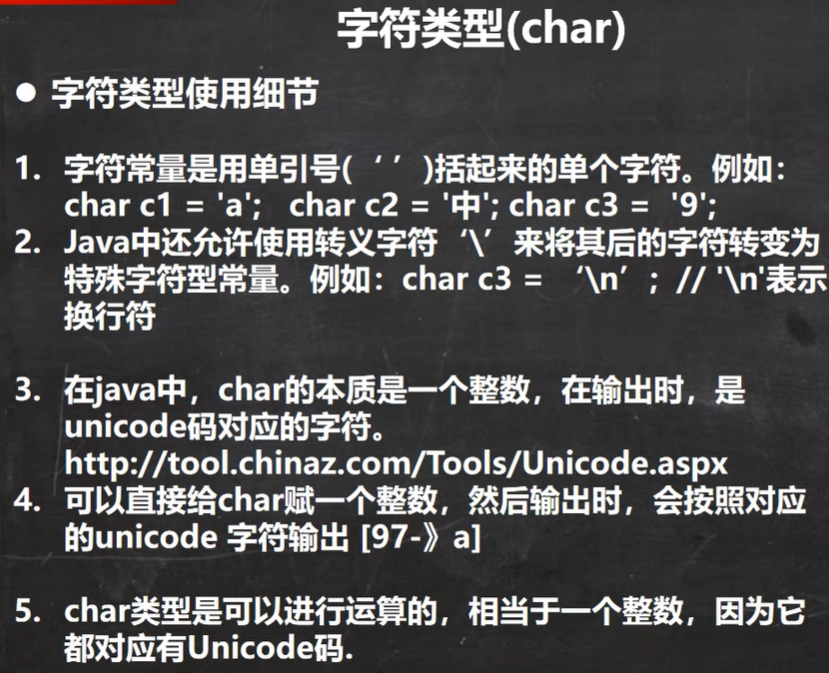 字符类型(char)
● 字符类型使用细节
1. 字符常量是用单引号( ‘ ’ )括起来的单个字符。例如：
char c1 = 'a'; char c2 = '中'; char c3 = '9';
2. Java中还允许使用转义字符‘\’来将其后的字符转变为
特殊字符型常量。例如：char c3 = ‘\n’; // '\n'表示
换行符
3. 在java中，char的本质是一个整数，在输出时，是
unicode码对应的字符。
http://tool.chinaz.com/Tools/Unicode.aspx
4. 可以直接给char赋一个整数，然后输出时，会按照对应
的unicode 字符输出 [97-》a]
5. char类型是可以进行运算的，相当于一个整数，因为它
都对应有Unicode码.